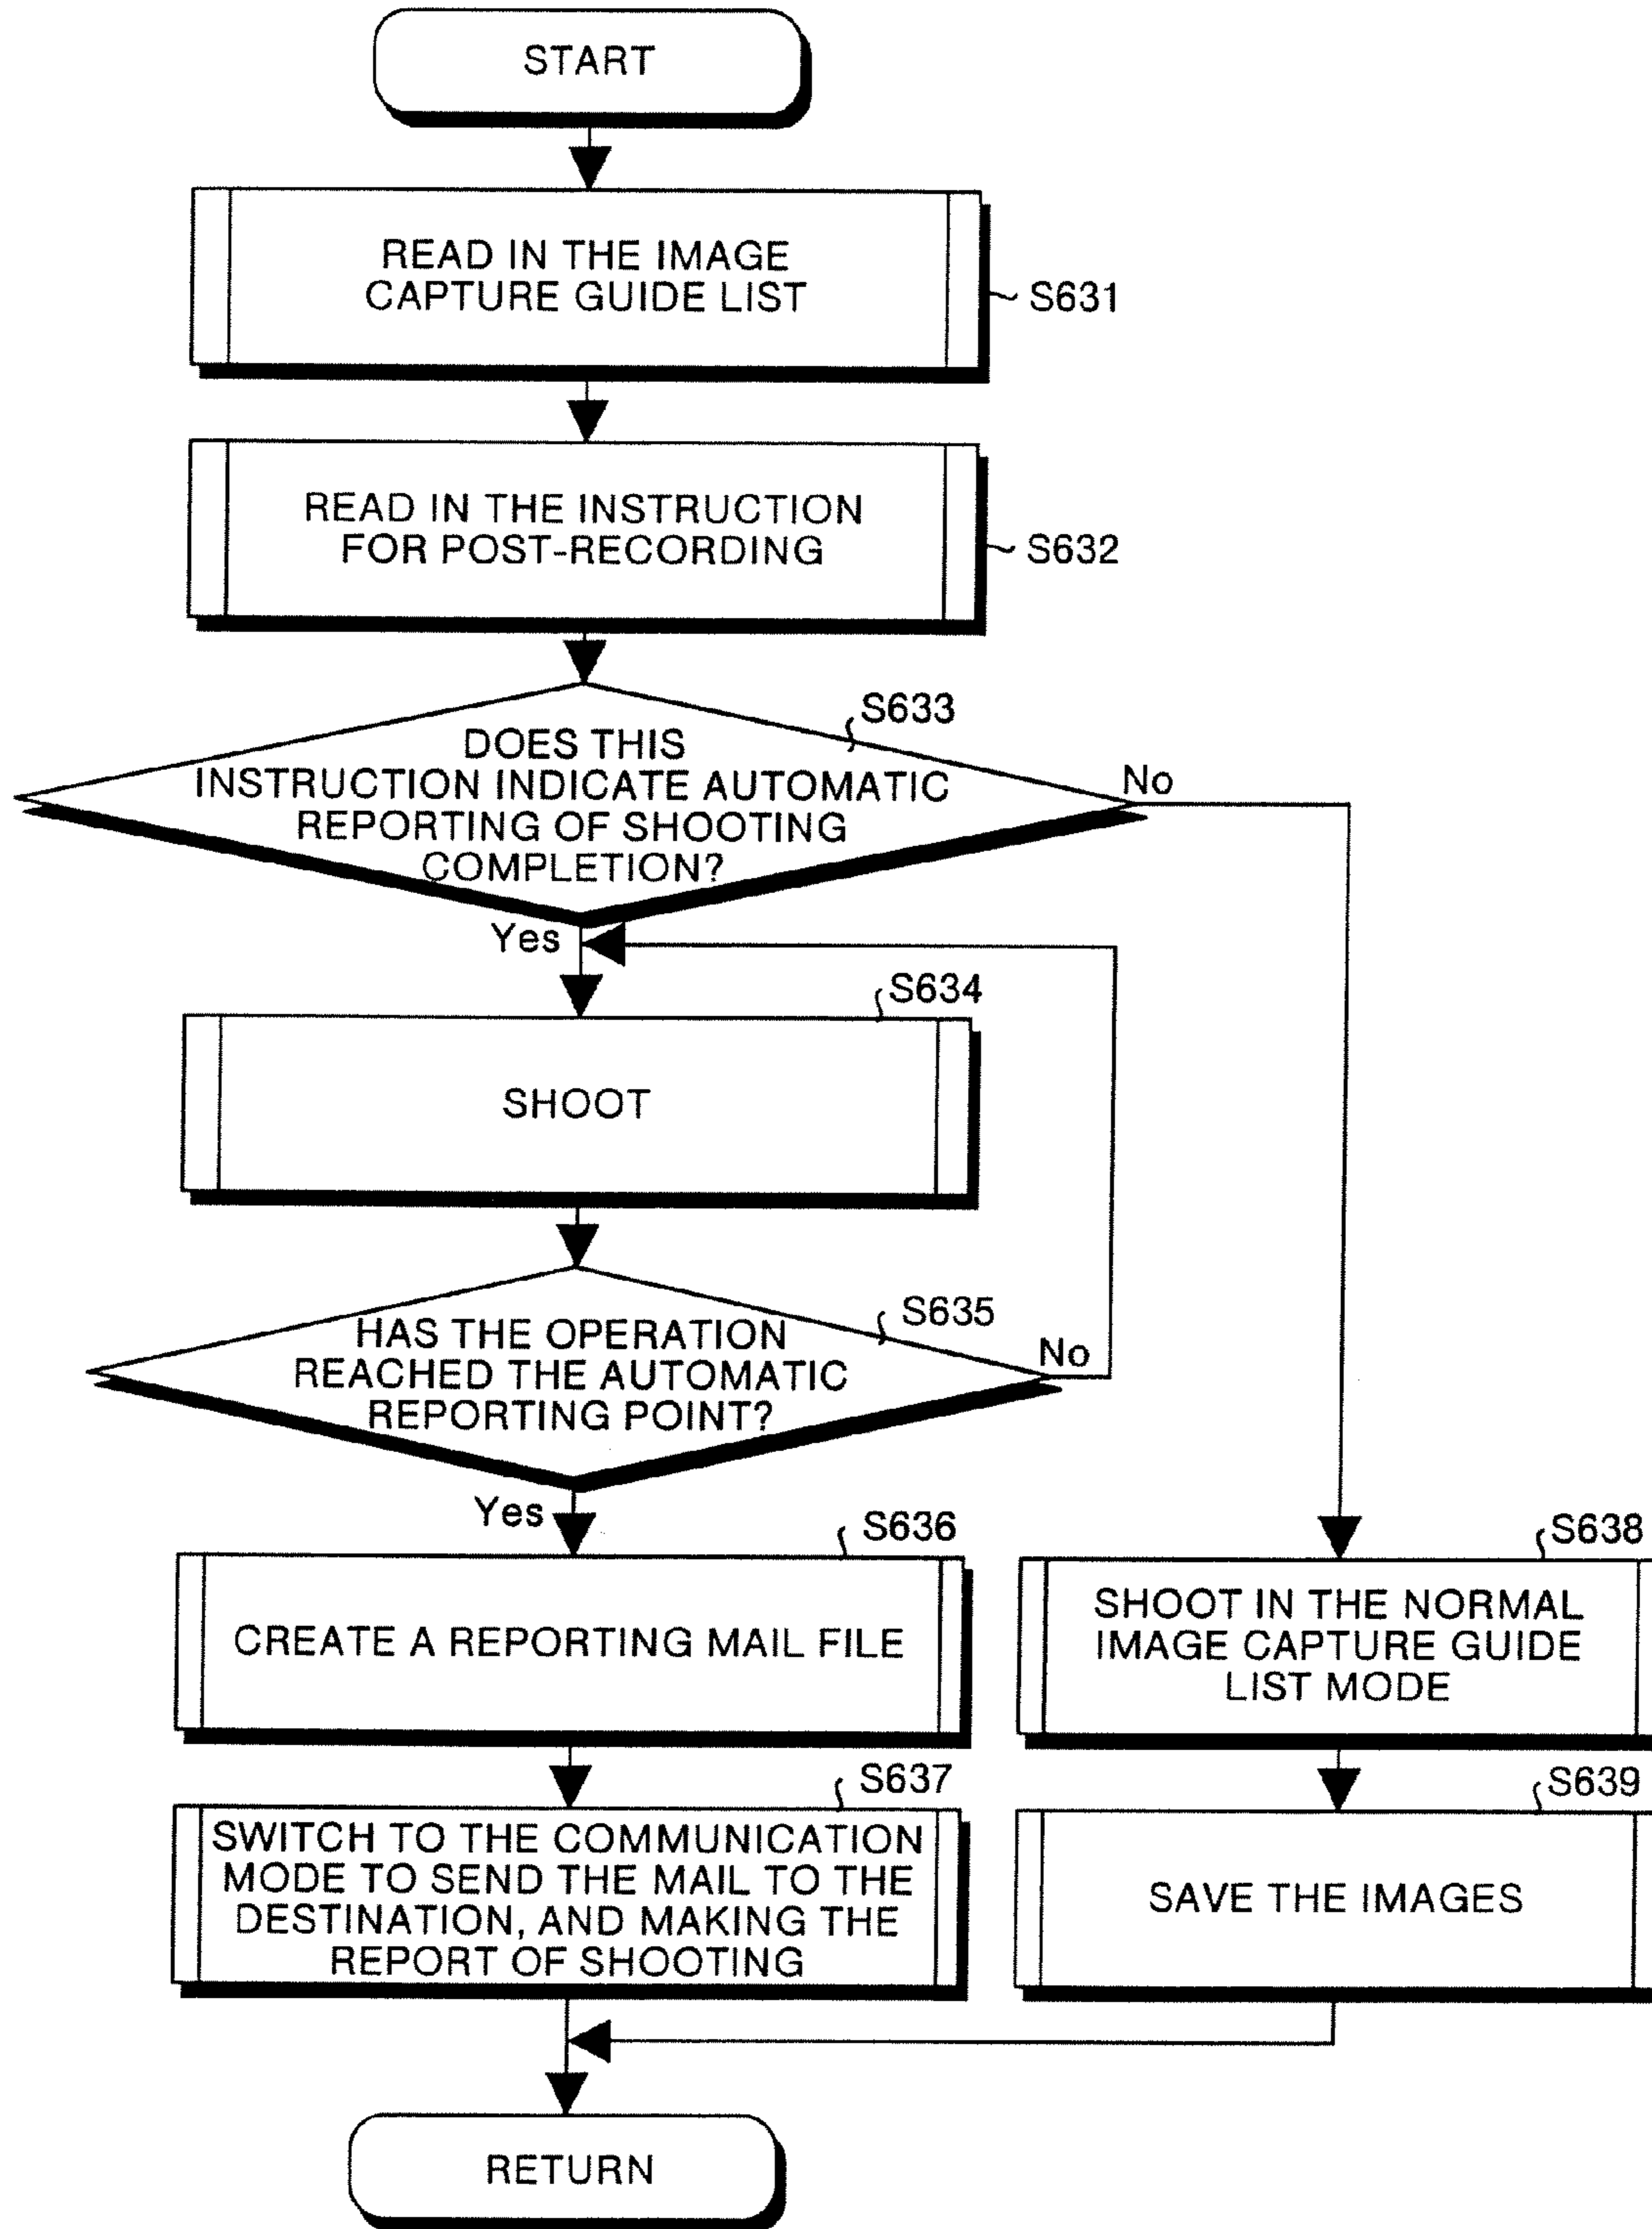 START
READ IN THE IMAGE
CAPTURE GUIDE LIST
S631
READ IN THE INSTRUCTION
FOR POST-RECORDING
S632
S633
DOES THIS
INSTRUCTION INDICATE AUTOMATIC
REPORTING OF SHOOTING
COMPLETION?
No
Yes
S634
SHOOT
S635
HAS THE OPERATION
REACHED THE AUTOMATIC
REPORTING POINT?
No
Yes
S636
CREATE A REPORTING MAIL FILE
S638
SHOOT IN THE NORMAL
IMAGE CAPTURE GUIDE
LIST MODE
S637
SWITCH TO THE COMMUNICATION
MODE TO SEND THE MAIL TO THE
DESTINATION, AND MAKING THE
REPORT OF SHOOTING
S639
SAVE THE IMAGES
RETURN